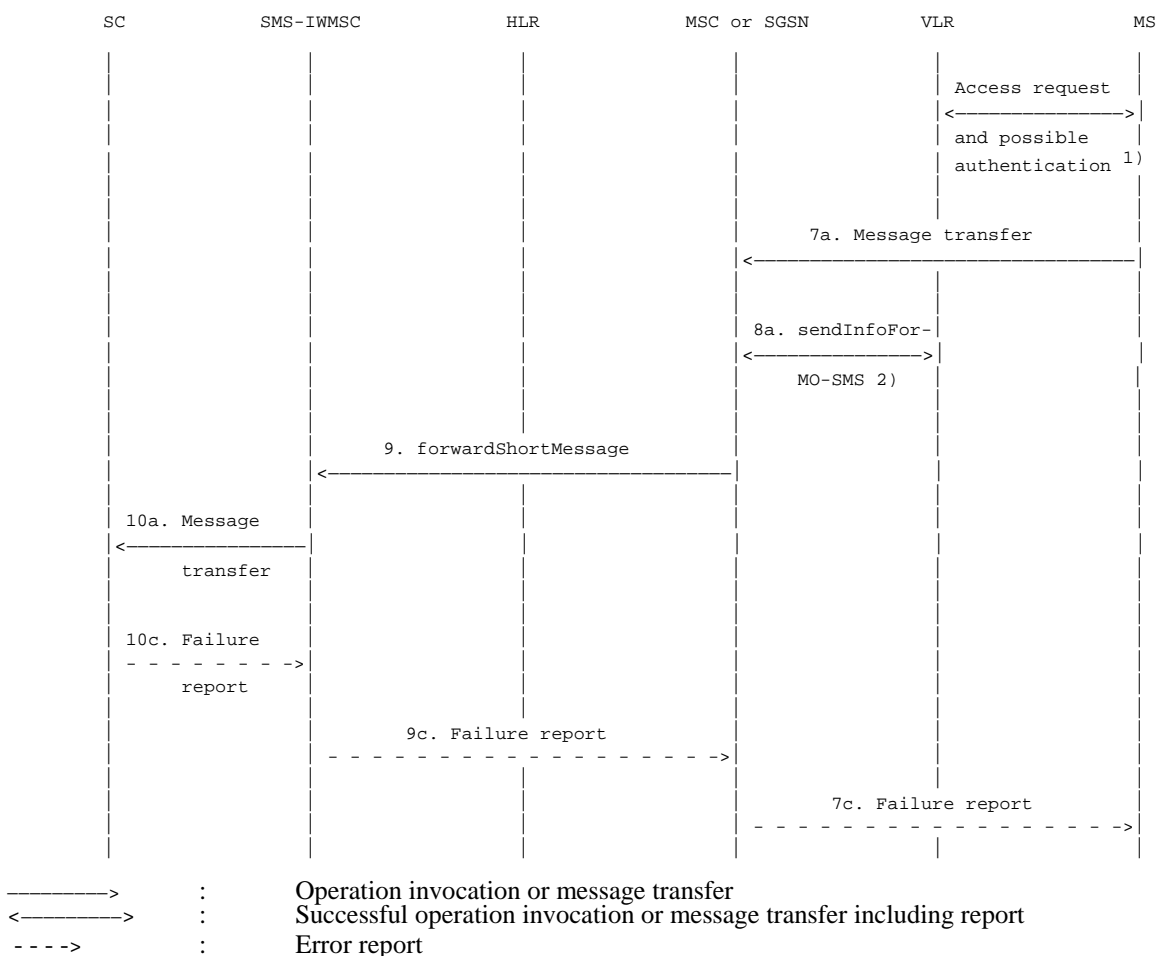 SC SMS-IWMSC HLR MSC or SGSN VLR MS
Access request
and possible
authentication 1)
7a. Message transfer
8a. sendInfoFor-
MO-SMS 2)
9. forwardShortMessage
10a. Message
transfer
10c. Failure
report
9c. Failure report
7c. Failure report
: Operation invocation or message transfer
: Successful operation invocation or message transfer including report
: Error report